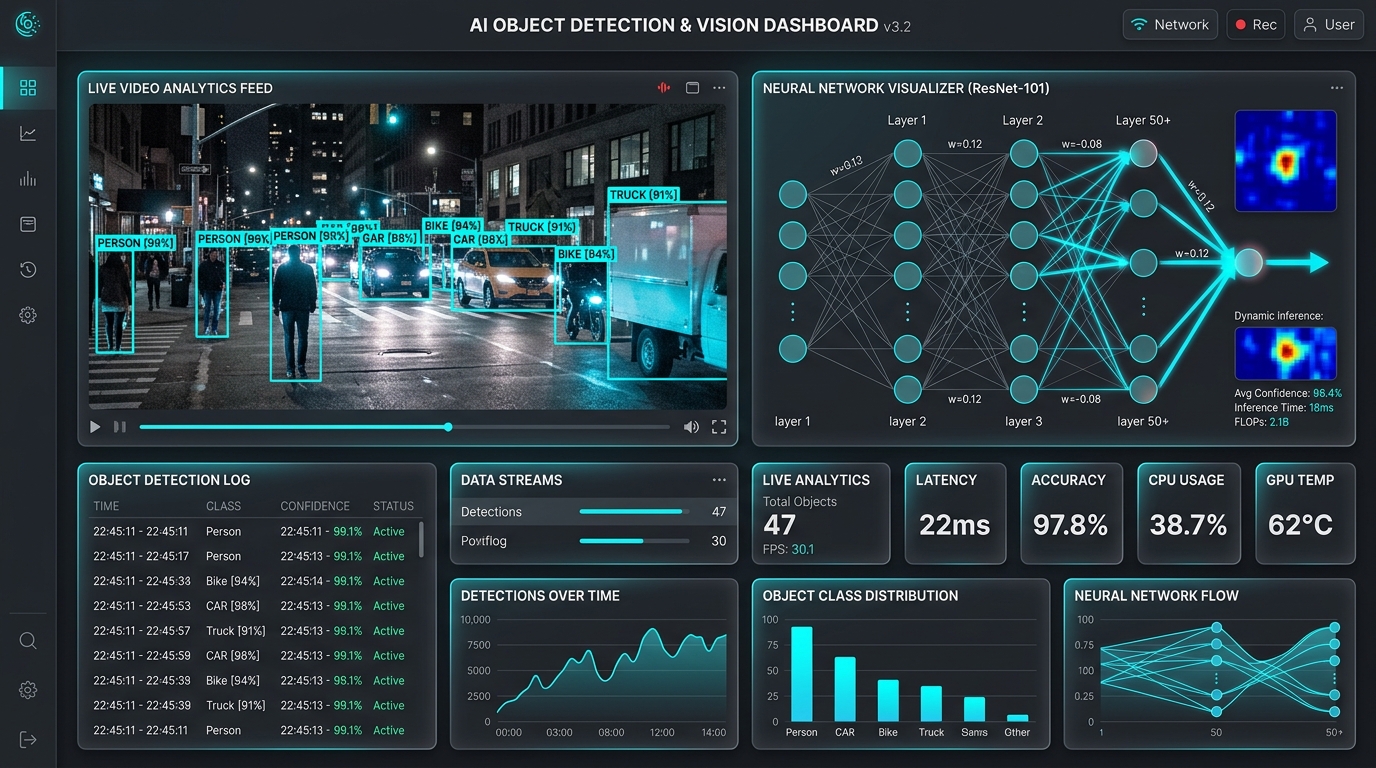 AI OBJECT DETECTION & VISION DASHBOARD v3.2
Network
Rec
User
LIVE VIDEO ANALYTICS FEED
PERSON [99%]
PERSON [99%
PERSON [98%]
CAR [88%]
BIKE [94%]
CAR [88%]
TRUCK [91%]
BIKE [84%]
TRUCK [91%]
NEURAL NETWORK VISUALIZER (ResNet-101)
Layer 1
Layer 2
Layer 50+
w=0.13
w=0.12
w=-0.08
w=0.12
w=0.12
w=0.12
w=-0.08
layer 1
layer 2
layer 3
layer 50+
Dynamic inference:
Avg Confidence: 98.4%
Inference Time: 18ms
FLOPs: 2.1B
OBJECT DETECTION LOG
TIME CLASS CONFIDENCE STATUS
22:45:11 - 22:45:11 Person 22:45:11 - 99.1% Active
22:45:11 - 22:45:17 Person 22:45:13 - 99.1% Active
22:45:11 - 22:45:38 Bike [94%] 22:45:14 - 99.1% Active
22:45:11 - 22:45:53 CAR [98%] 22:45:13 - 99.1% Active
22:45:11 - 22:45:57 Truck [91%] 22:45:13 - 98.1% Active
22:45:11 - 22:45:59 CAR [98%] 22:45:13 - 99.1% Active
22:45:11 - 22:45:39 Bike [94%] 22:45:13 - 98.1% Active
22:45:11 - 22:45:39 Truck [91%] 22:45:13 - 99.1% Active
22:45:11 - 22:45:11 Person 22:45:13 - 99.1% Active
DATA STREAMS
Detections 47
30
LIVE ANALYTICS
Total Objects
47
FPS: 30.1
LATENCY
22ms
ACCURACY
97.8%
CPU USAGE
38.7%
GPU TEMP
62°C
DETECTIONS OVER TIME
10,000
7500
5000
2500
0
00:00 03:00 08:00 12:00 14:00
OBJECT CLASS DISTRIBUTION
100
75
50
25
0
Person CAR Bike Truck Gther
NEURAL NETWORK FLOW
100
0.75
100
0.25
0
1 50 50+